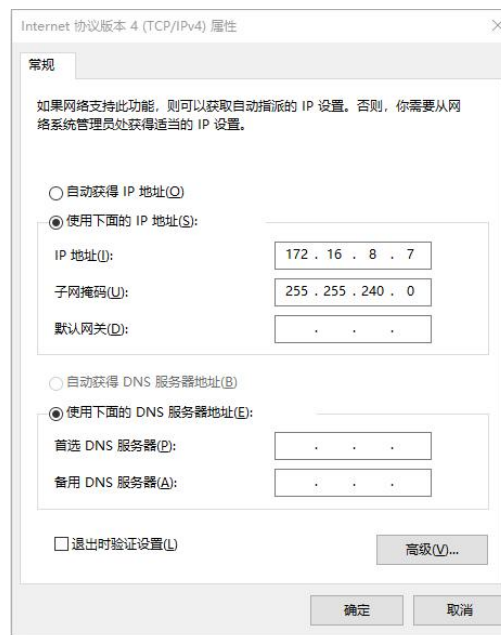 Internet 协议版本 4 (TCP/IPv4) 属性
常规
如果网络支持此功能，则可以获取自动指派的 IP 设置。否则，你需要从网
络系统管理员处获得适当的 IP 设置。
自动获得 IP 地址(O)
使用下面的 IP 地址(S):
IP 地址(I):
172 . 16 . 8 . 7
子网掩码(U):
255 . 255 . 240 . 0
默认网关(D):
. . .
自动获得 DNS 服务器地址(B)
使用下面的 DNS 服务器地址(E):
首选 DNS 服务器(P):
. . .
备用 DNS 服务器(A):
. . .
退出时验证设置(L)
高级(V)...
确定
取消